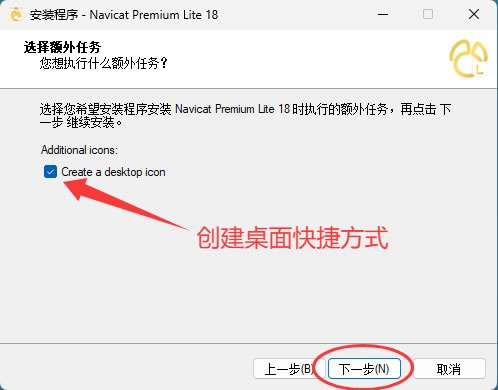 安装程序 - Navicat Premium Lite 18
选择额外任务
您想执行什么额外任务？
L
选择您希望安装程序安装 Navicat Premium Lite 18 时执行的额外任务，再点击 下
一步 继续安装。
Additional icons:
Create a desktop icon
创建桌面快捷方式
上一步(B) 下一步(N) 取消